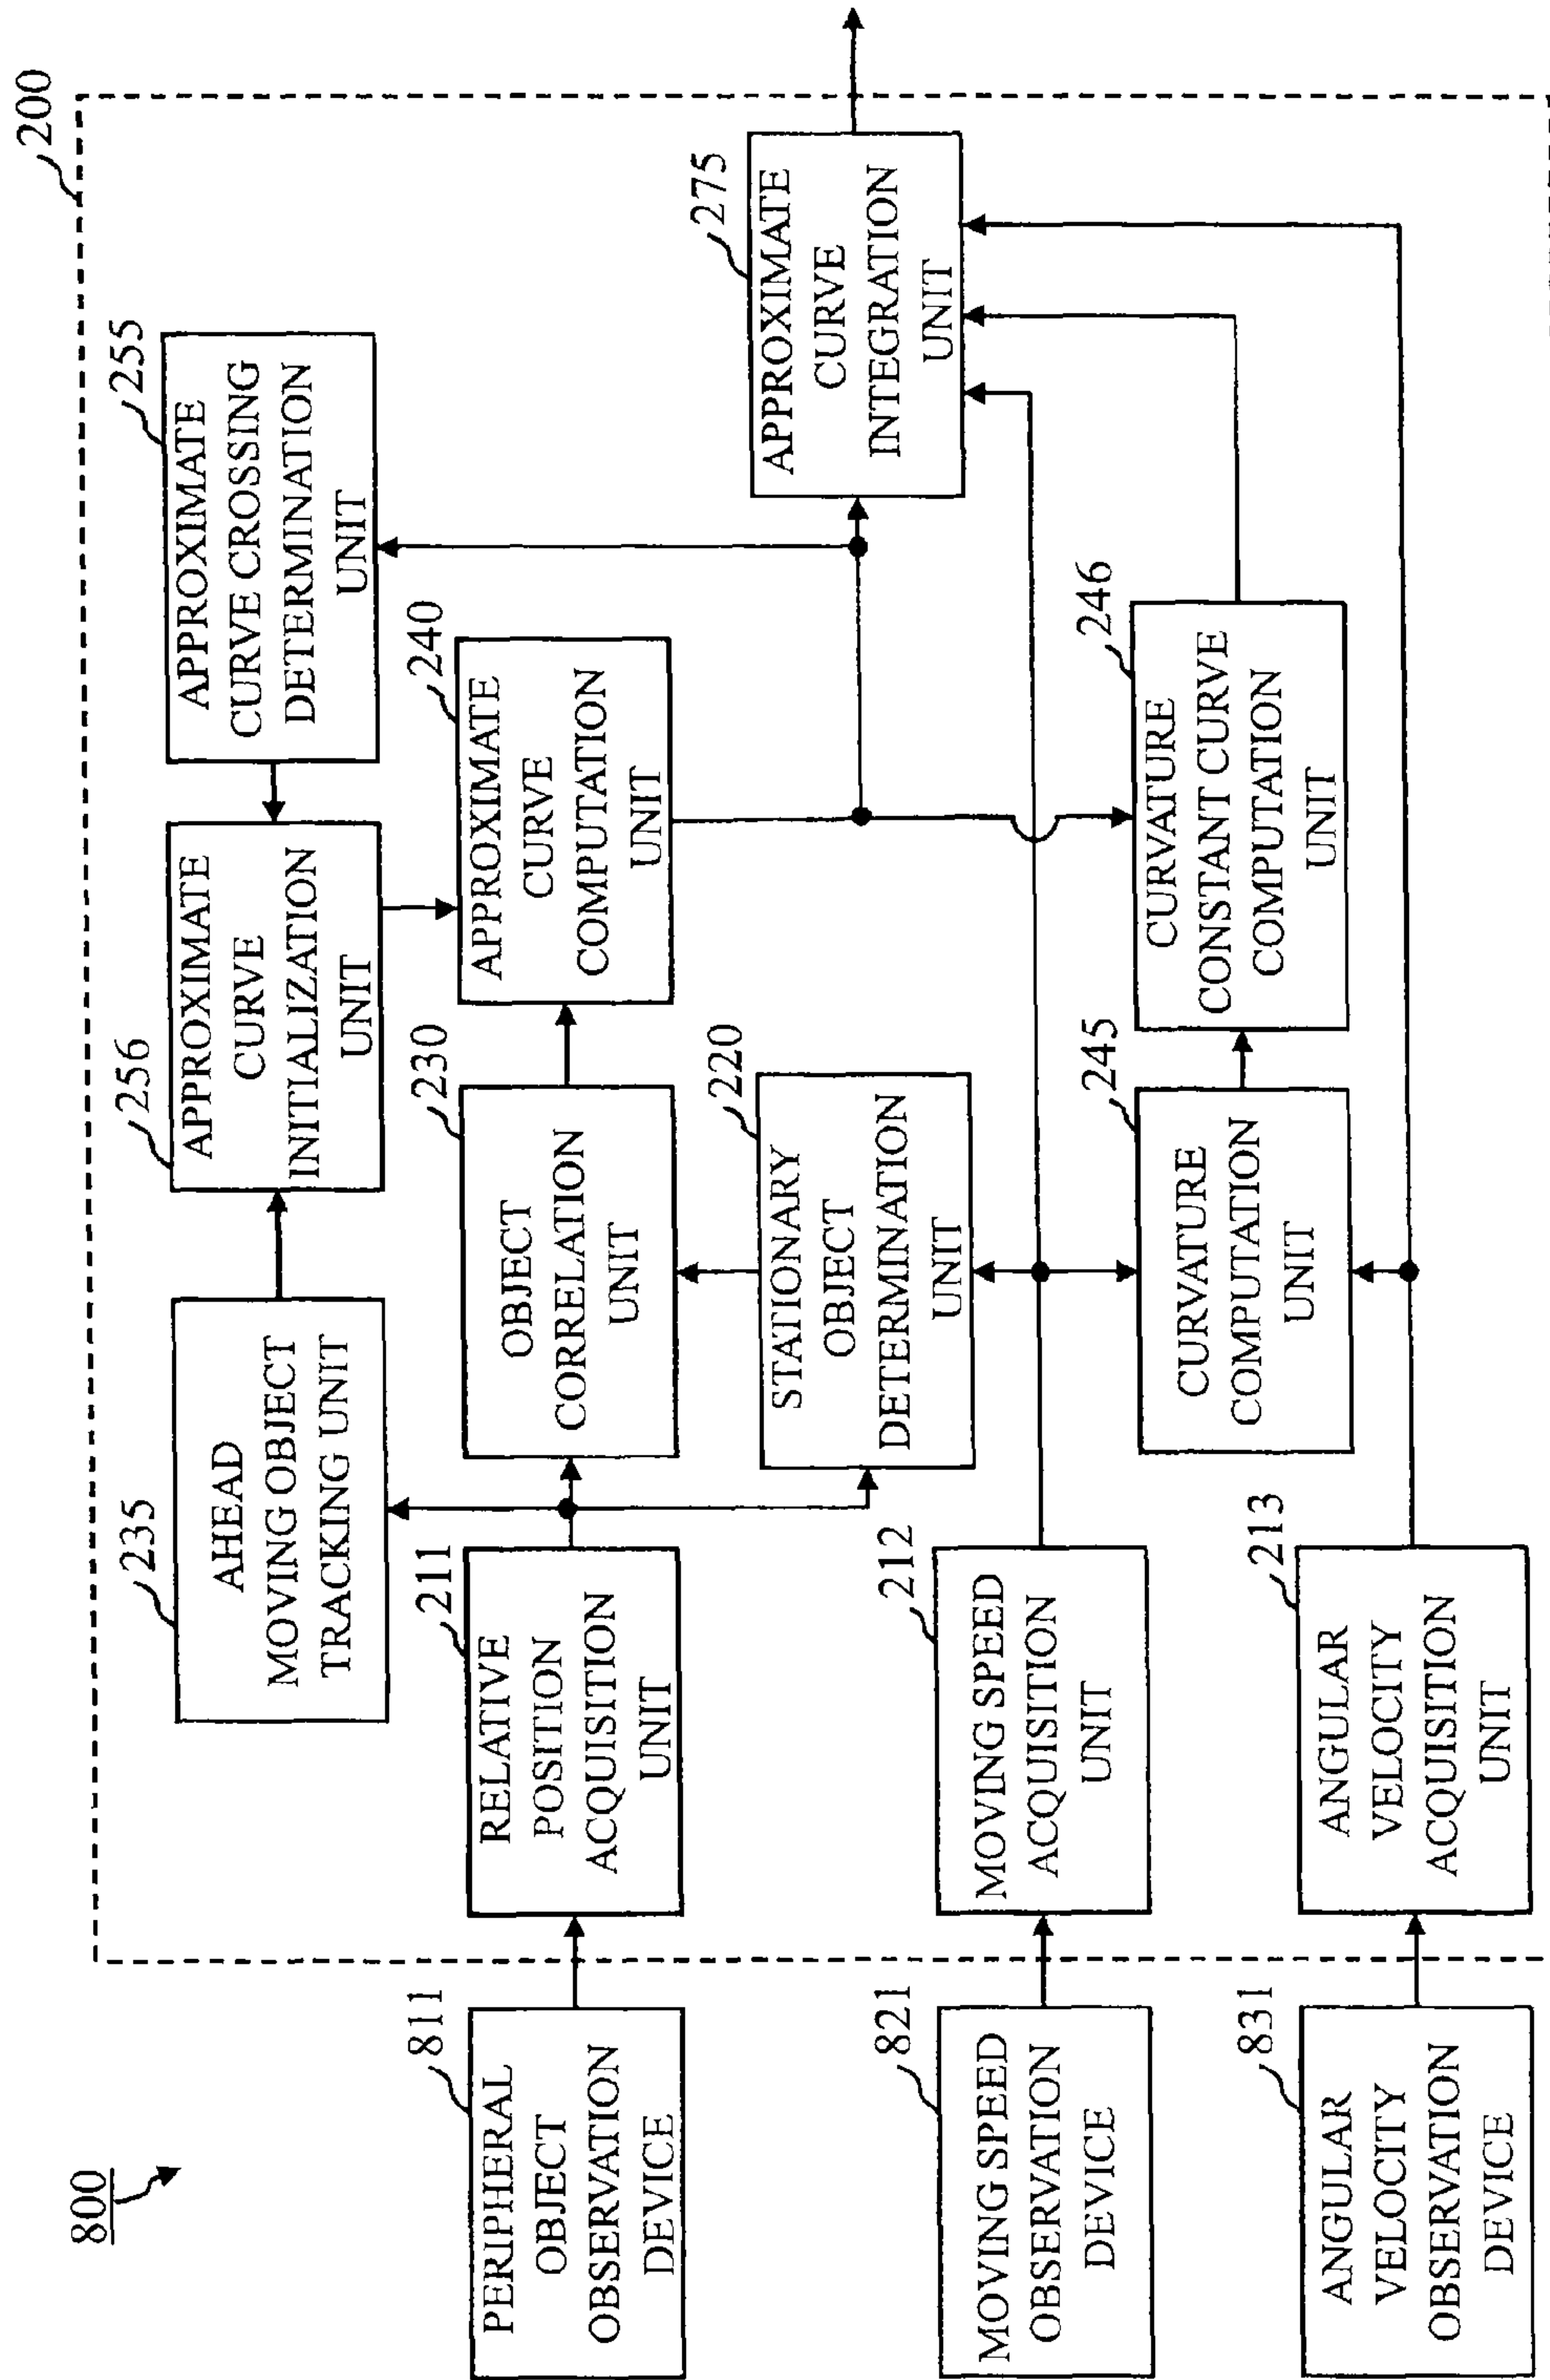 800
200
235
AHEAD
MOVING OBJECT
TRACKING UNIT
256
APPROXIMATE
CURVE
INITIALIZATION
UNIT
255
APPROXIMATE
CURVE CROSSING
DETERMINATION
UNIT
811
PERIPHERAL
OBJECT
OBSERVATION
DEVICE
211
RELATIVE
POSITION
ACQUISITION
UNIT
230
OBJECT
CORRELATION
UNIT
240
APPROXIMATE
CURVE
COMPUTATION
UNIT
220
STATIONARY
OBJECT
DETERMINATION
UNIT
275
APPROXIMATE
CURVE
INTEGRATION
UNIT
821
MOVING SPEED
OBSERVATION
DEVICE
212
MOVING SPEED
ACQUISITION
UNIT
245
CURVATURE
COMPUTATION
UNIT
246
CURVATURE
CONSTANT CURVE
COMPUTATION
UNIT
831
ANGULAR
VELOCITY
OBSERVATION
DEVICE
213
ANGULAR
VELOCITY
ACQUISITION
UNIT